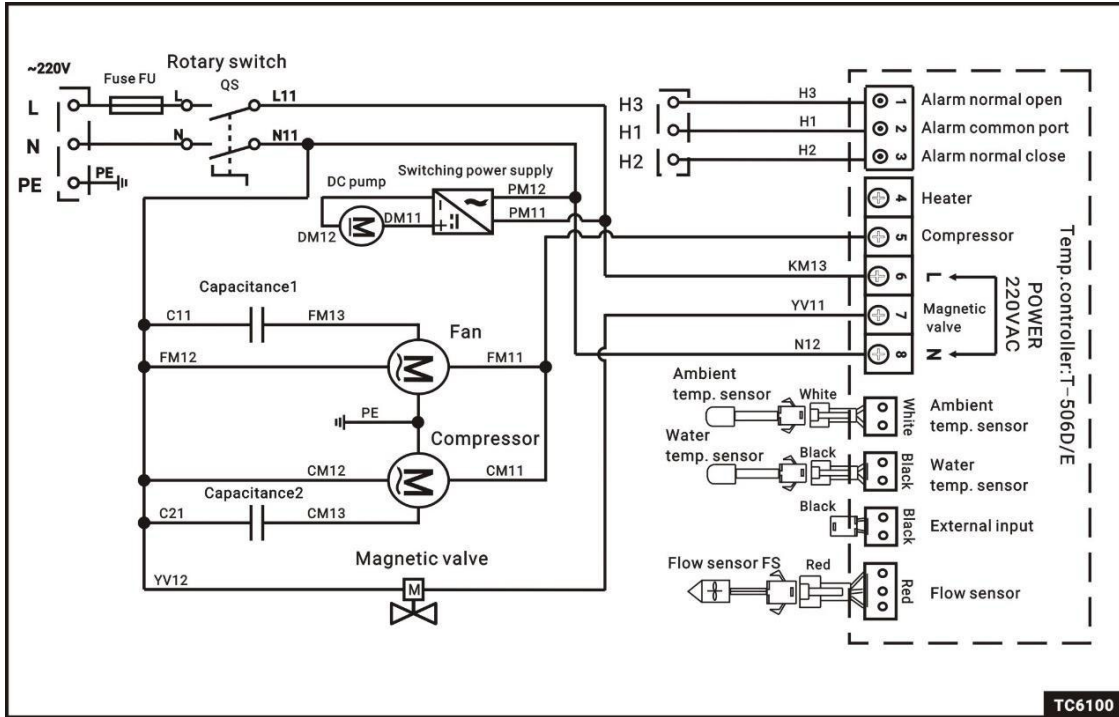 ~220V
Fuse FU
Rotary switch
QS
L
L
L11
N
N
N11
PE
PE
DC pump
Switching power supply
DM12
M
DM11
-
+
~
=
PM12
PM11
Capacitance1
C11
FM13
Fan
FM12
M
FM11
PE
Compressor
CM12
M
CM11
Capacitance2
C21
CM13
Magnetic valve
YV12
M
H3
H3
1
Alarm normal open
H1
H1
2
Alarm common port
H2
H2
3
Alarm normal close
4
Heater
5
Compressor
KM13
6
L
YV11
7
Magnetic
valve
N12
8
N
POWER
220VAC
Temp.controller:T-506D/E
Ambient
temp. sensor
White
White
Ambient
temp. sensor
Water
temp. sensor
Black
Black
Water
temp. sensor
Black
Black
External input
Flow sensor FS
Red
Red
Flow sensor
TC6100